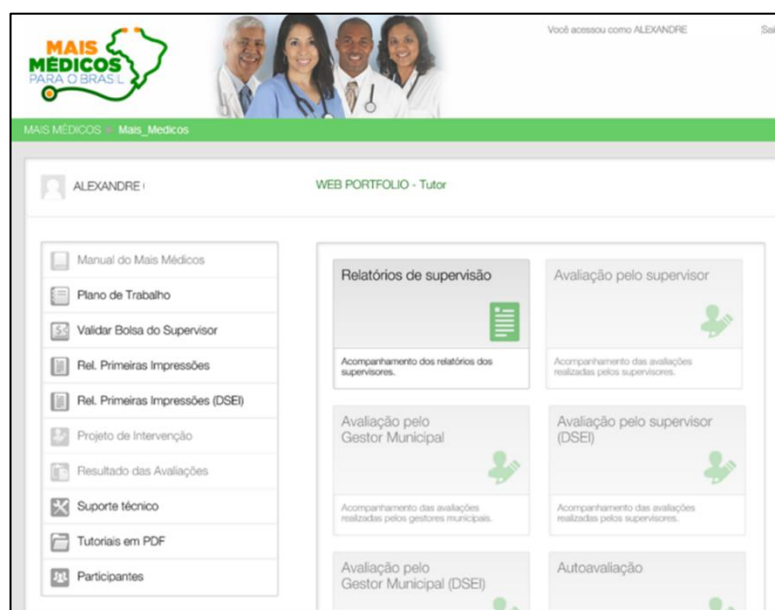 MAIS
MÉDICOS
PARA O BRASIL
Você acessou como ALEXANDRE
Sai
MAIS MÉDICOS
Mais_Medicos
ALEXANDRE
WEB PORTFOLIO - Tutor
Manual do Mais Médicos
Plano de Trabalho
Validar Bolsa do Supervisor
Rel. Primeiras Impressões
Rel. Primeiras Impressões (DSEI)
Projeto de Intervenção
Resultado das Avaliações
Suporte técnico
Tutoriais em PDF
Participantes
Relatórios de supervisão
Acompanhamento dos relatórios dos
supervisores.
Avaliação pelo supervisor
Acompanhamento das avaliações
realizadas pelos supervisores.
Avaliação pelo
Gestor Municipal
Acompanhamento das avaliações
realizadas pelos gestores municipais.
Avaliação pelo supervisor
(DSEI)
Acompanhamento das avaliações
realizadas pelos supervisores.
Avaliação pelo
Gestor Municipal (DSEI)
Autoavaliação